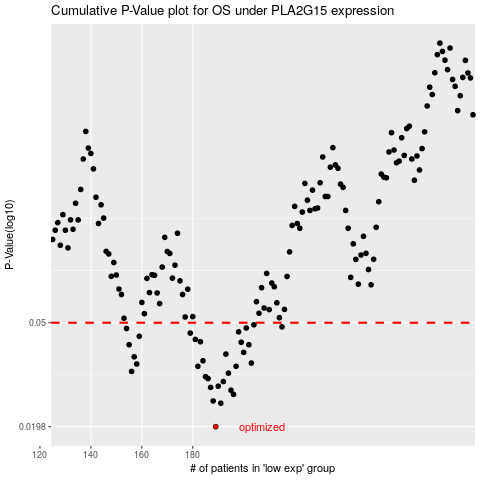 Cumulative P-Value plot for OS under PLA2G15 expression
P-Value(log10)
0.05
0.0198
optimized
120 140 160 180
# of patients in 'low exp' group